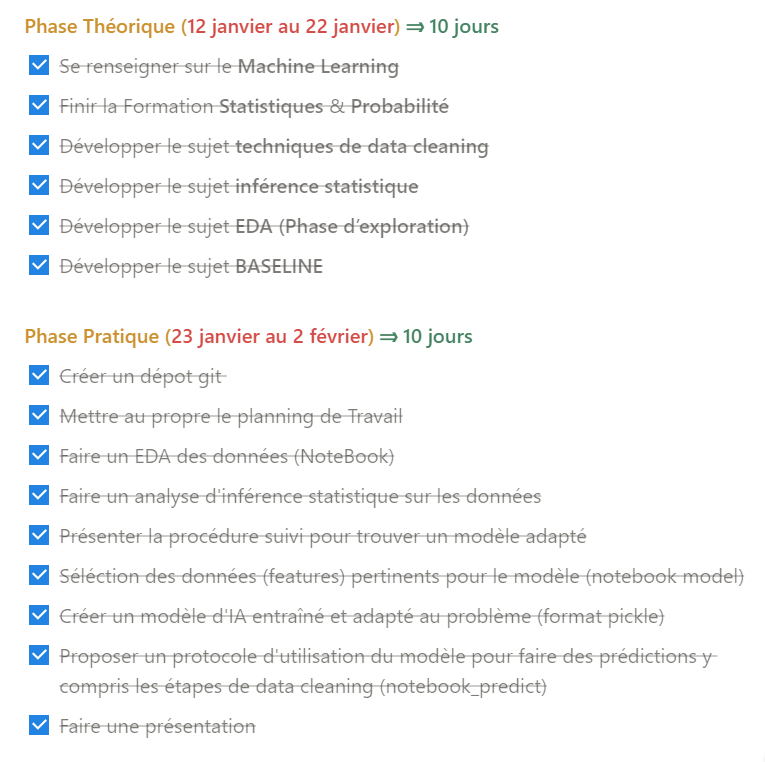 Phase Théorique (12 janvier au 22 janvier) ⇒ 10 jours
Se renseigner sur le Machine Learning
Finir la Formation Statistiques & Probabilité
Développer le sujet techniques de data cleaning
Développer le sujet inférence statistique
Développer le sujet EDA (Phase d’exploration)
Développer le sujet BASELINE
Phase Pratique (23 janvier au 2 février) ⇒ 10 jours
Créer un dépot git
Mettre au propre le planning de Travail
Faire un EDA des données (NoteBook)
Faire un analyse d'inférence statistique sur les données
Présenter la procédure suivi pour trouver un modèle adapté
Séléction des données (features) pertinents pour le modèle (notebook model)
Créer un modèle d'IA entraîné et adapté au problème (format pickle)
Proposer un protocole d'utilisation du modèle pour faire des prédictions y
compris les étapes de data cleaning (notebook_predict)
Faire une présentation